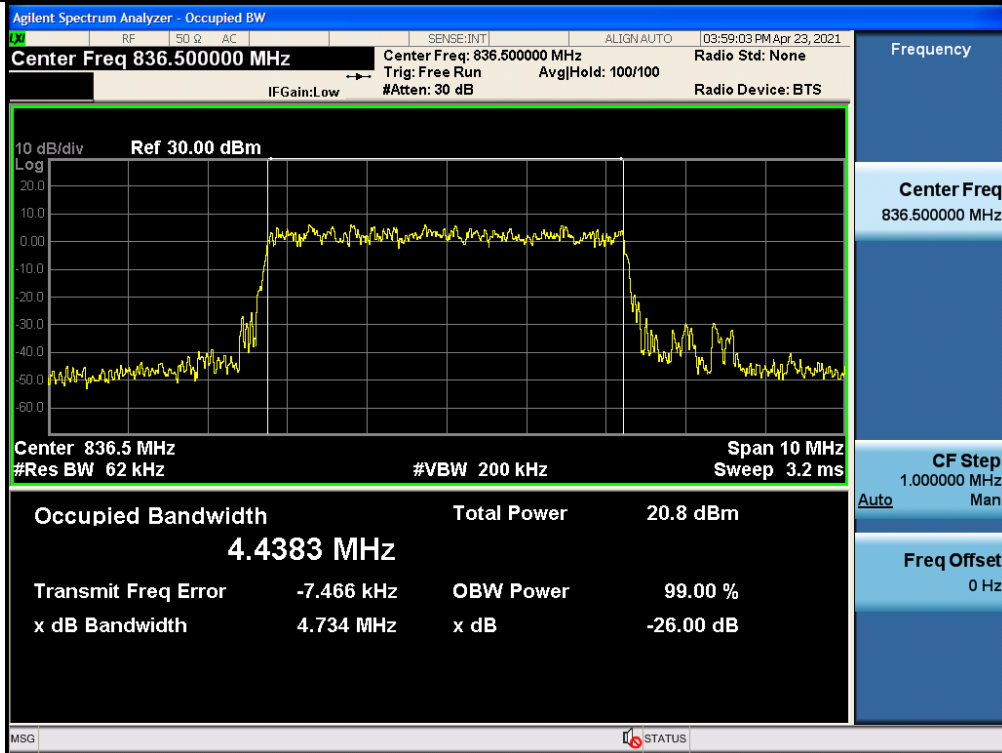 Agilent Spectrum Analyzer - Occupied BW
LXI RF 50 Ω AC SENSE:INT ALIGN AUTO 03:59:03 PM Apr 23, 2021
Center Freq 836.500000 MHz
Center Freq: 836.500000 MHz
Radio Std: None
Trig: Free Run Avg|Hold: 100/100
IFGain:Low
#Atten: 30 dB
Radio Device: BTS
10 dB/div Ref 30.00 dBm
Log
20.0
10.0
0.00
-10.0
-20.0
-30.0
-40.0
-50.0
-60.0
Center 836.5 MHz
Span 10 MHz
#Res BW 62 kHz
#VBW 200 kHz
Sweep 3.2 ms
Occupied Bandwidth
Total Power 20.8 dBm
4.4383 MHz
Transmit Freq Error -7.466 kHz
OBW Power 99.00 %
x dB Bandwidth 4.734 MHz
x dB -26.00 dB
Frequency
Center Freq
836.500000 MHz
CF Step
1.000000 MHz
Auto Man
Freq Offset
0 Hz
MSG
STATUS